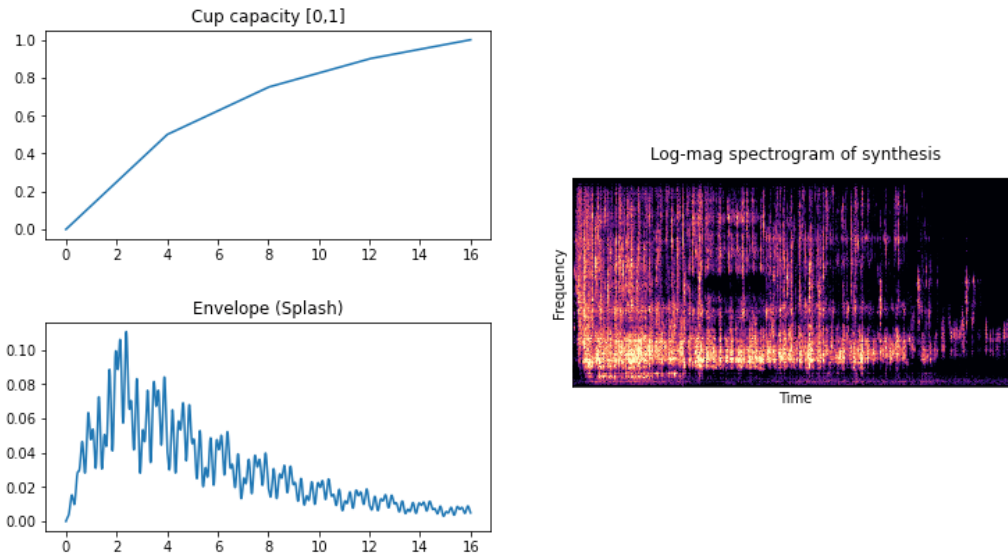 Cup capacity [0,1]
1.0
0.8
0.6
0.4
0.2
0.0
0 2 4 6 8 10 12 14 16
Envelope (Splash)
0.10
0.08
0.06
0.04
0.02
0.00
0 2 4 6 8 10 12 14 16
Log-mag spectrogram of synthesis
Frequency
Time